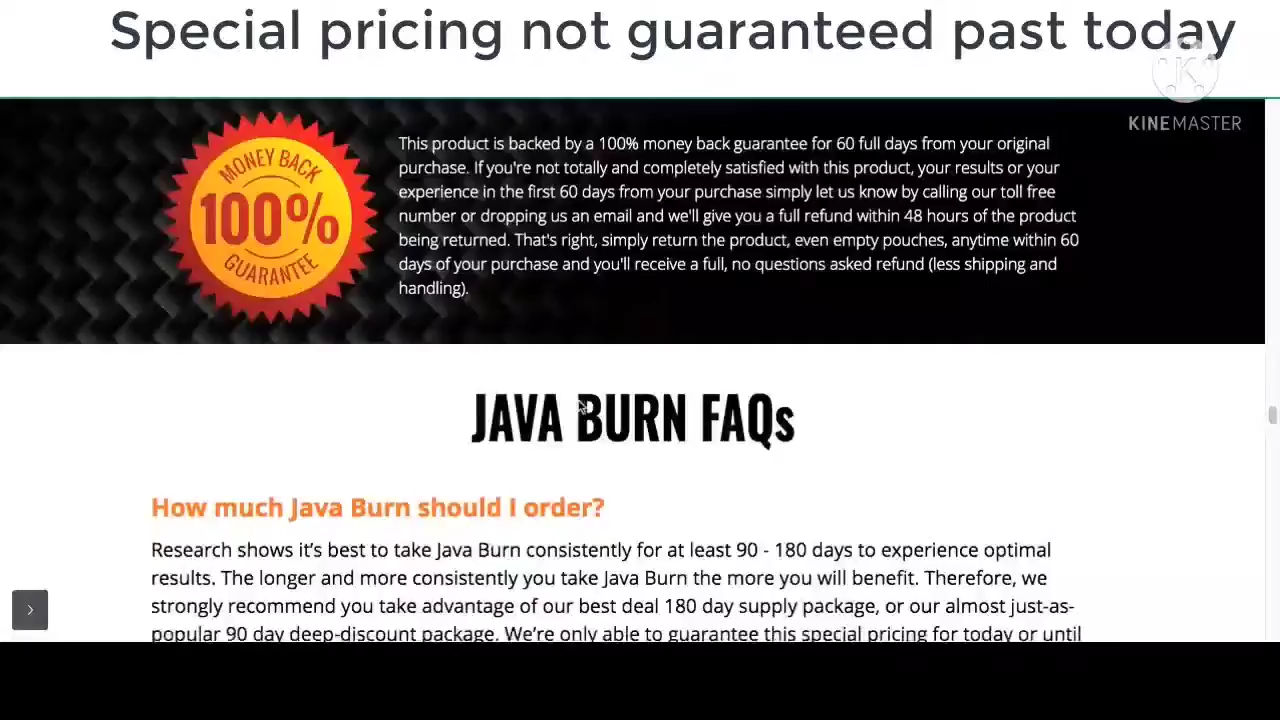 Special pricing not guaranteed past today
K
KINEMASTER
MONEY BACK
100%
GUARANTEE
This product is backed by a 100% money back guarantee for 60 full days from your original
purchase. If you're not totally and completely satisfied with this product, your results or your
experience in the first 60 days from your purchase simply let us know by calling our toll free
number or dropping us an email and we'll give you a full refund within 48 hours of the product
being returned. That's right, simply return the product, even empty pouches, anytime within 60
days of your purchase and you'll receive a full, no questions asked refund (less shipping and
handling).
JAVA BURN FAQs
How much Java Burn should I order?
Research shows it’s best to take Java Burn consistently for at least 90 - 180 days to experience optimal
results. The longer and more consistently you take Java Burn the more you will benefit. Therefore, we
strongly recommend you take advantage of our best deal 180 day supply package, or our almost just-as-
popular 90 day deep-discount package. We’re only able to guarantee this special pricing for today or until